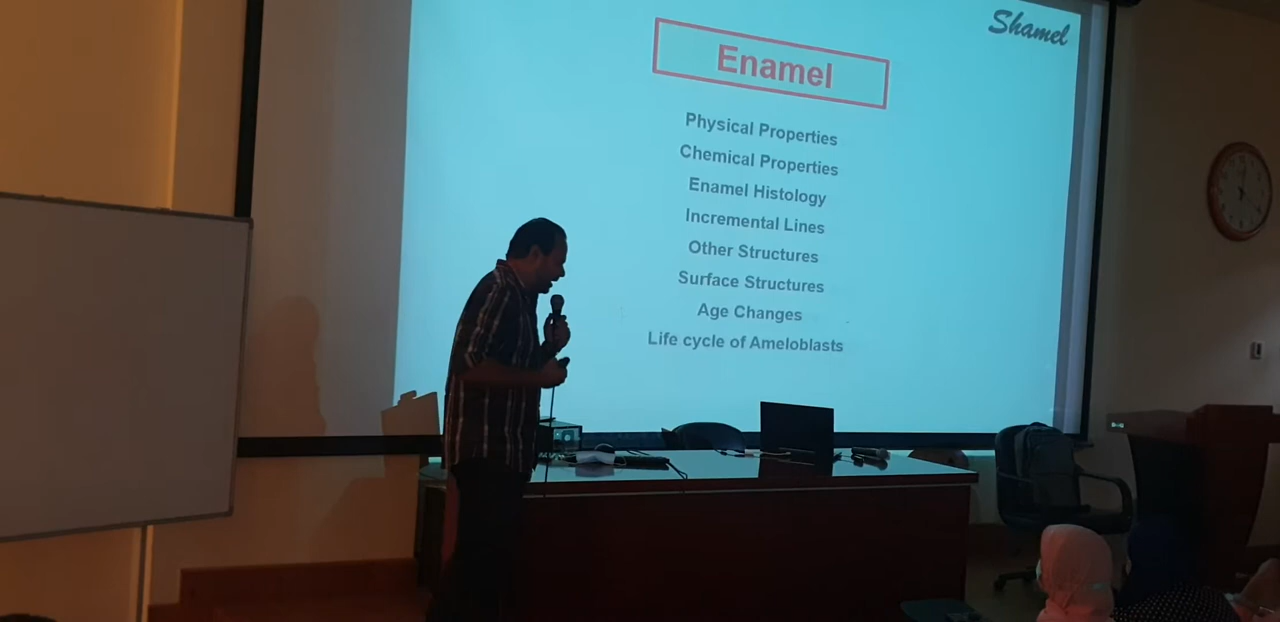 Shamel
Enamel
Physical Properties
Chemical Properties
Enamel Histology
Incremental Lines
Other Structures
Surface Structures
Age Changes
Life cycle of Ameloblasts